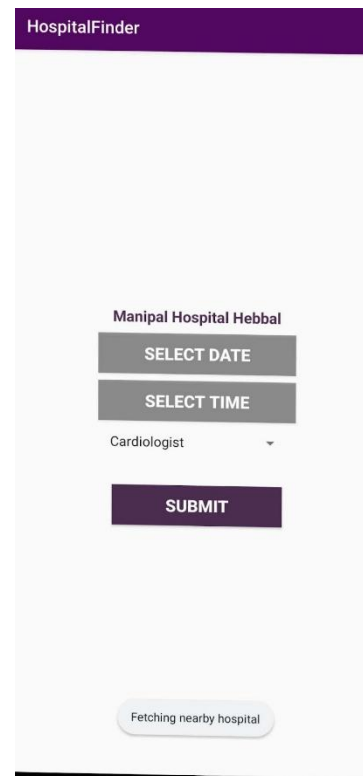 HospitalFinder
Manipal Hospital Hebbal
SELECT DATE
SELECT TIME
Cardiologist
SUBMIT
Fetching nearby hospital